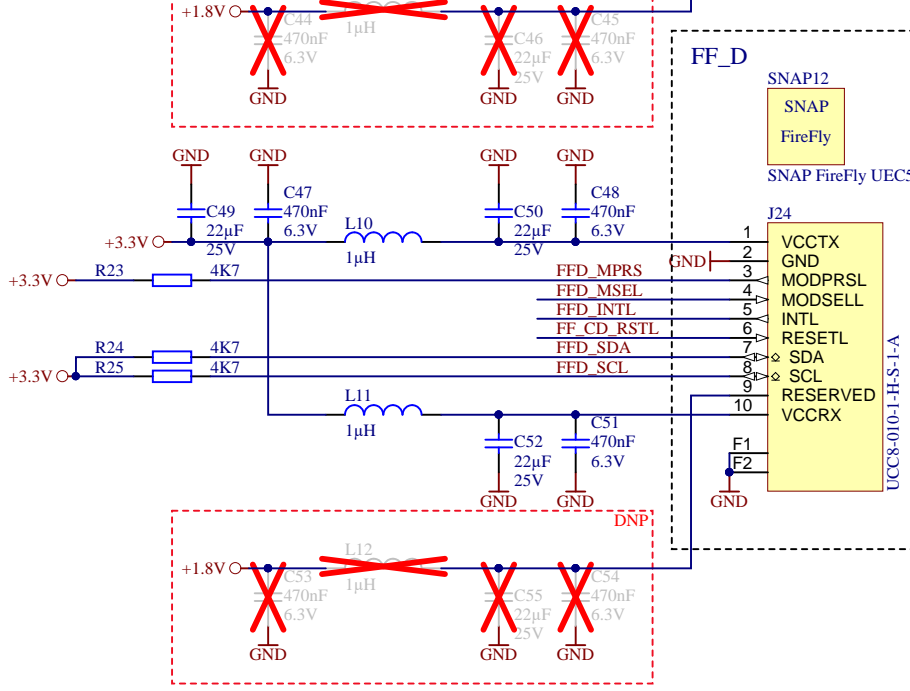 +1.8V
C44
470nF
6.3V
1µH
C46
22µF
25V
C45
470nF
6.3V
GND
GND
GND
FF_D
SNAP12
SNAP
FireFly
SNAP FireFly UEC5
GND
GND
GND
GND
C49
22µF
25V
C47
470nF
6.3V
L10
1µH
C50
22µF
25V
C48
470nF
6.3V
+3.3V
J24
1 VCCTX
GND 2 GND
+3.3V R23 4K7 FFD_MPRS 3 MODPRSL
FFD_MSEL 4 MODSELL
FFD_INTL 5 INTL
FF_CD_RSTL 6 RESETL
R24 4K7 FFD_SDA 7 SDA
+3.3V R25 4K7 FFD_SCL 8 SCL
9 RESERVED
10 VCCRX
F1
F2
GND
UCC8-010-1-H-S-1-A
L11
1µH
C52
22µF
25V
C51
470nF
6.3V
GND
GND
DNP
+1.8V
C53
470nF
6.3V
L12
1µH
C55
22µF
25V
C54
470nF
6.3V
GND
GND
GND